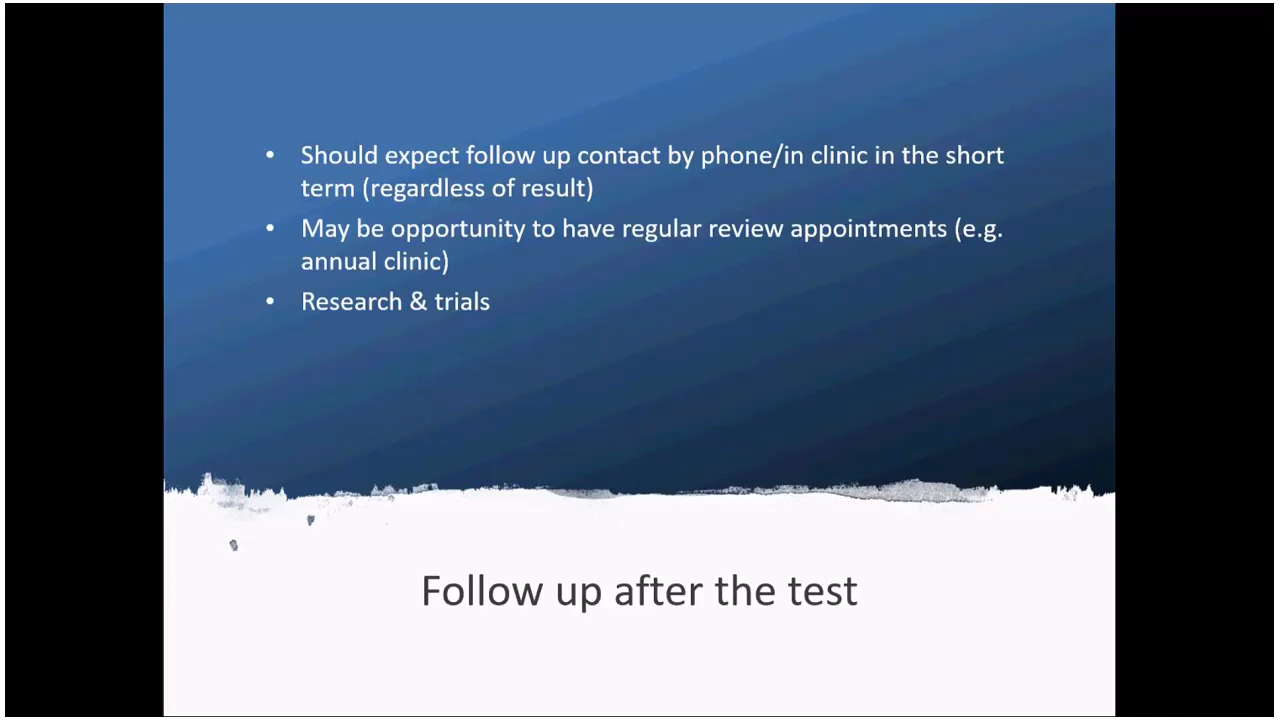 • Should expect follow up contact by phone/in clinic in the short
term (regardless of result)
• May be opportunity to have regular review appointments (e.g.
annual clinic)
• Research & trials
Follow up after the test